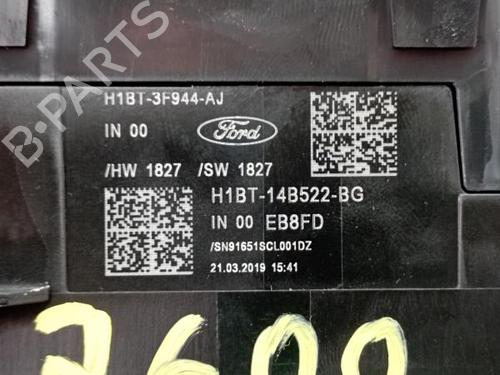 H1BT-3F944-AJ
IN 00
Ford
/HW 1827 /SW 1827
H1BT-14B522-BG
IN 00 EB8FD
/SN91651SCL001DZ
21.03.2019 15:41